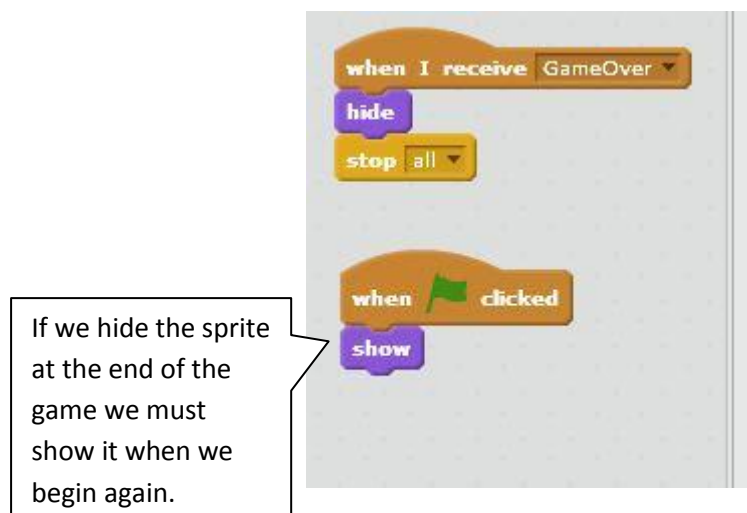 when I receive GameOver
hide
stop all
when clicked
show
If we hide the sprite
at the end of the
game we must
show it when we
begin again.